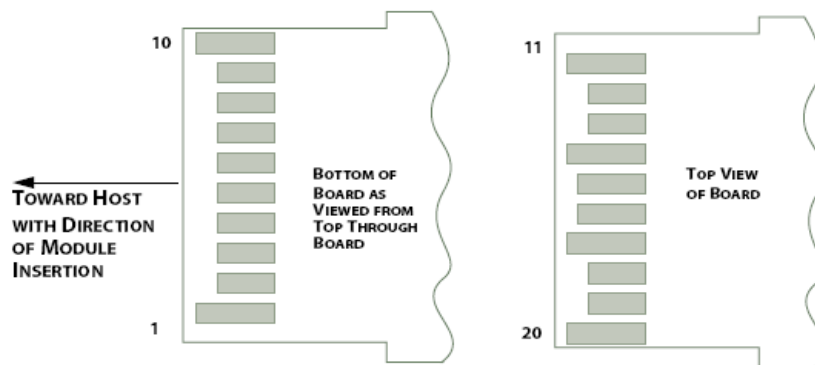 10
BOTTOM OF
BOARD AS
VIEWED FROM
TOP THROUGH
BOARD
TOWARD HOST
WITH DIRECTION
OF MODULE
INSERTION
1
11
TOP VIEW
OF BOARD
20